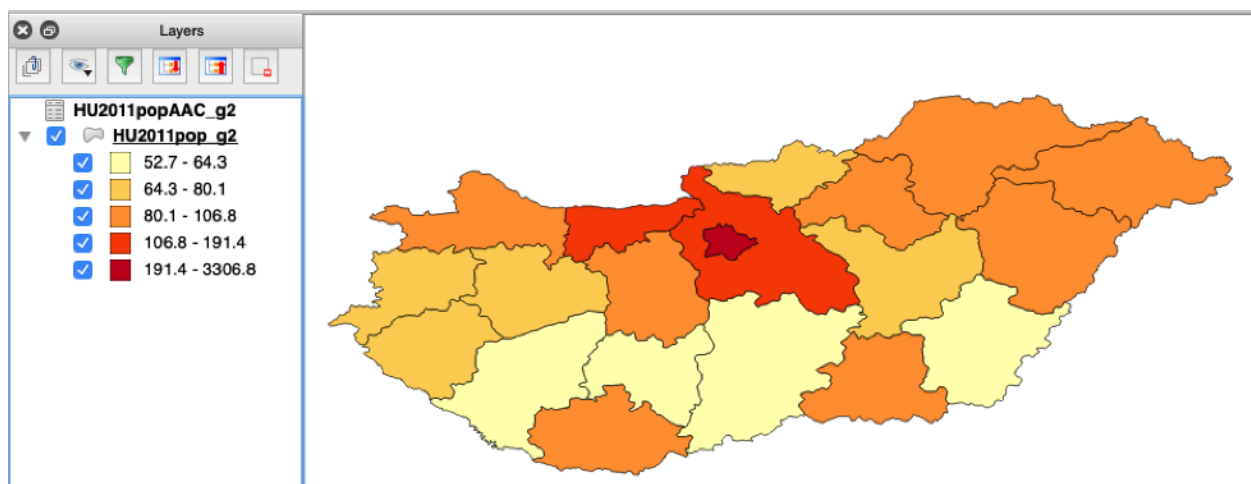 Layers
HU2011popAAC_g2
HU2011pop_g2
52.7 - 64.3
64.3 - 80.1
80.1 - 106.8
106.8 - 191.4
191.4 - 3306.8